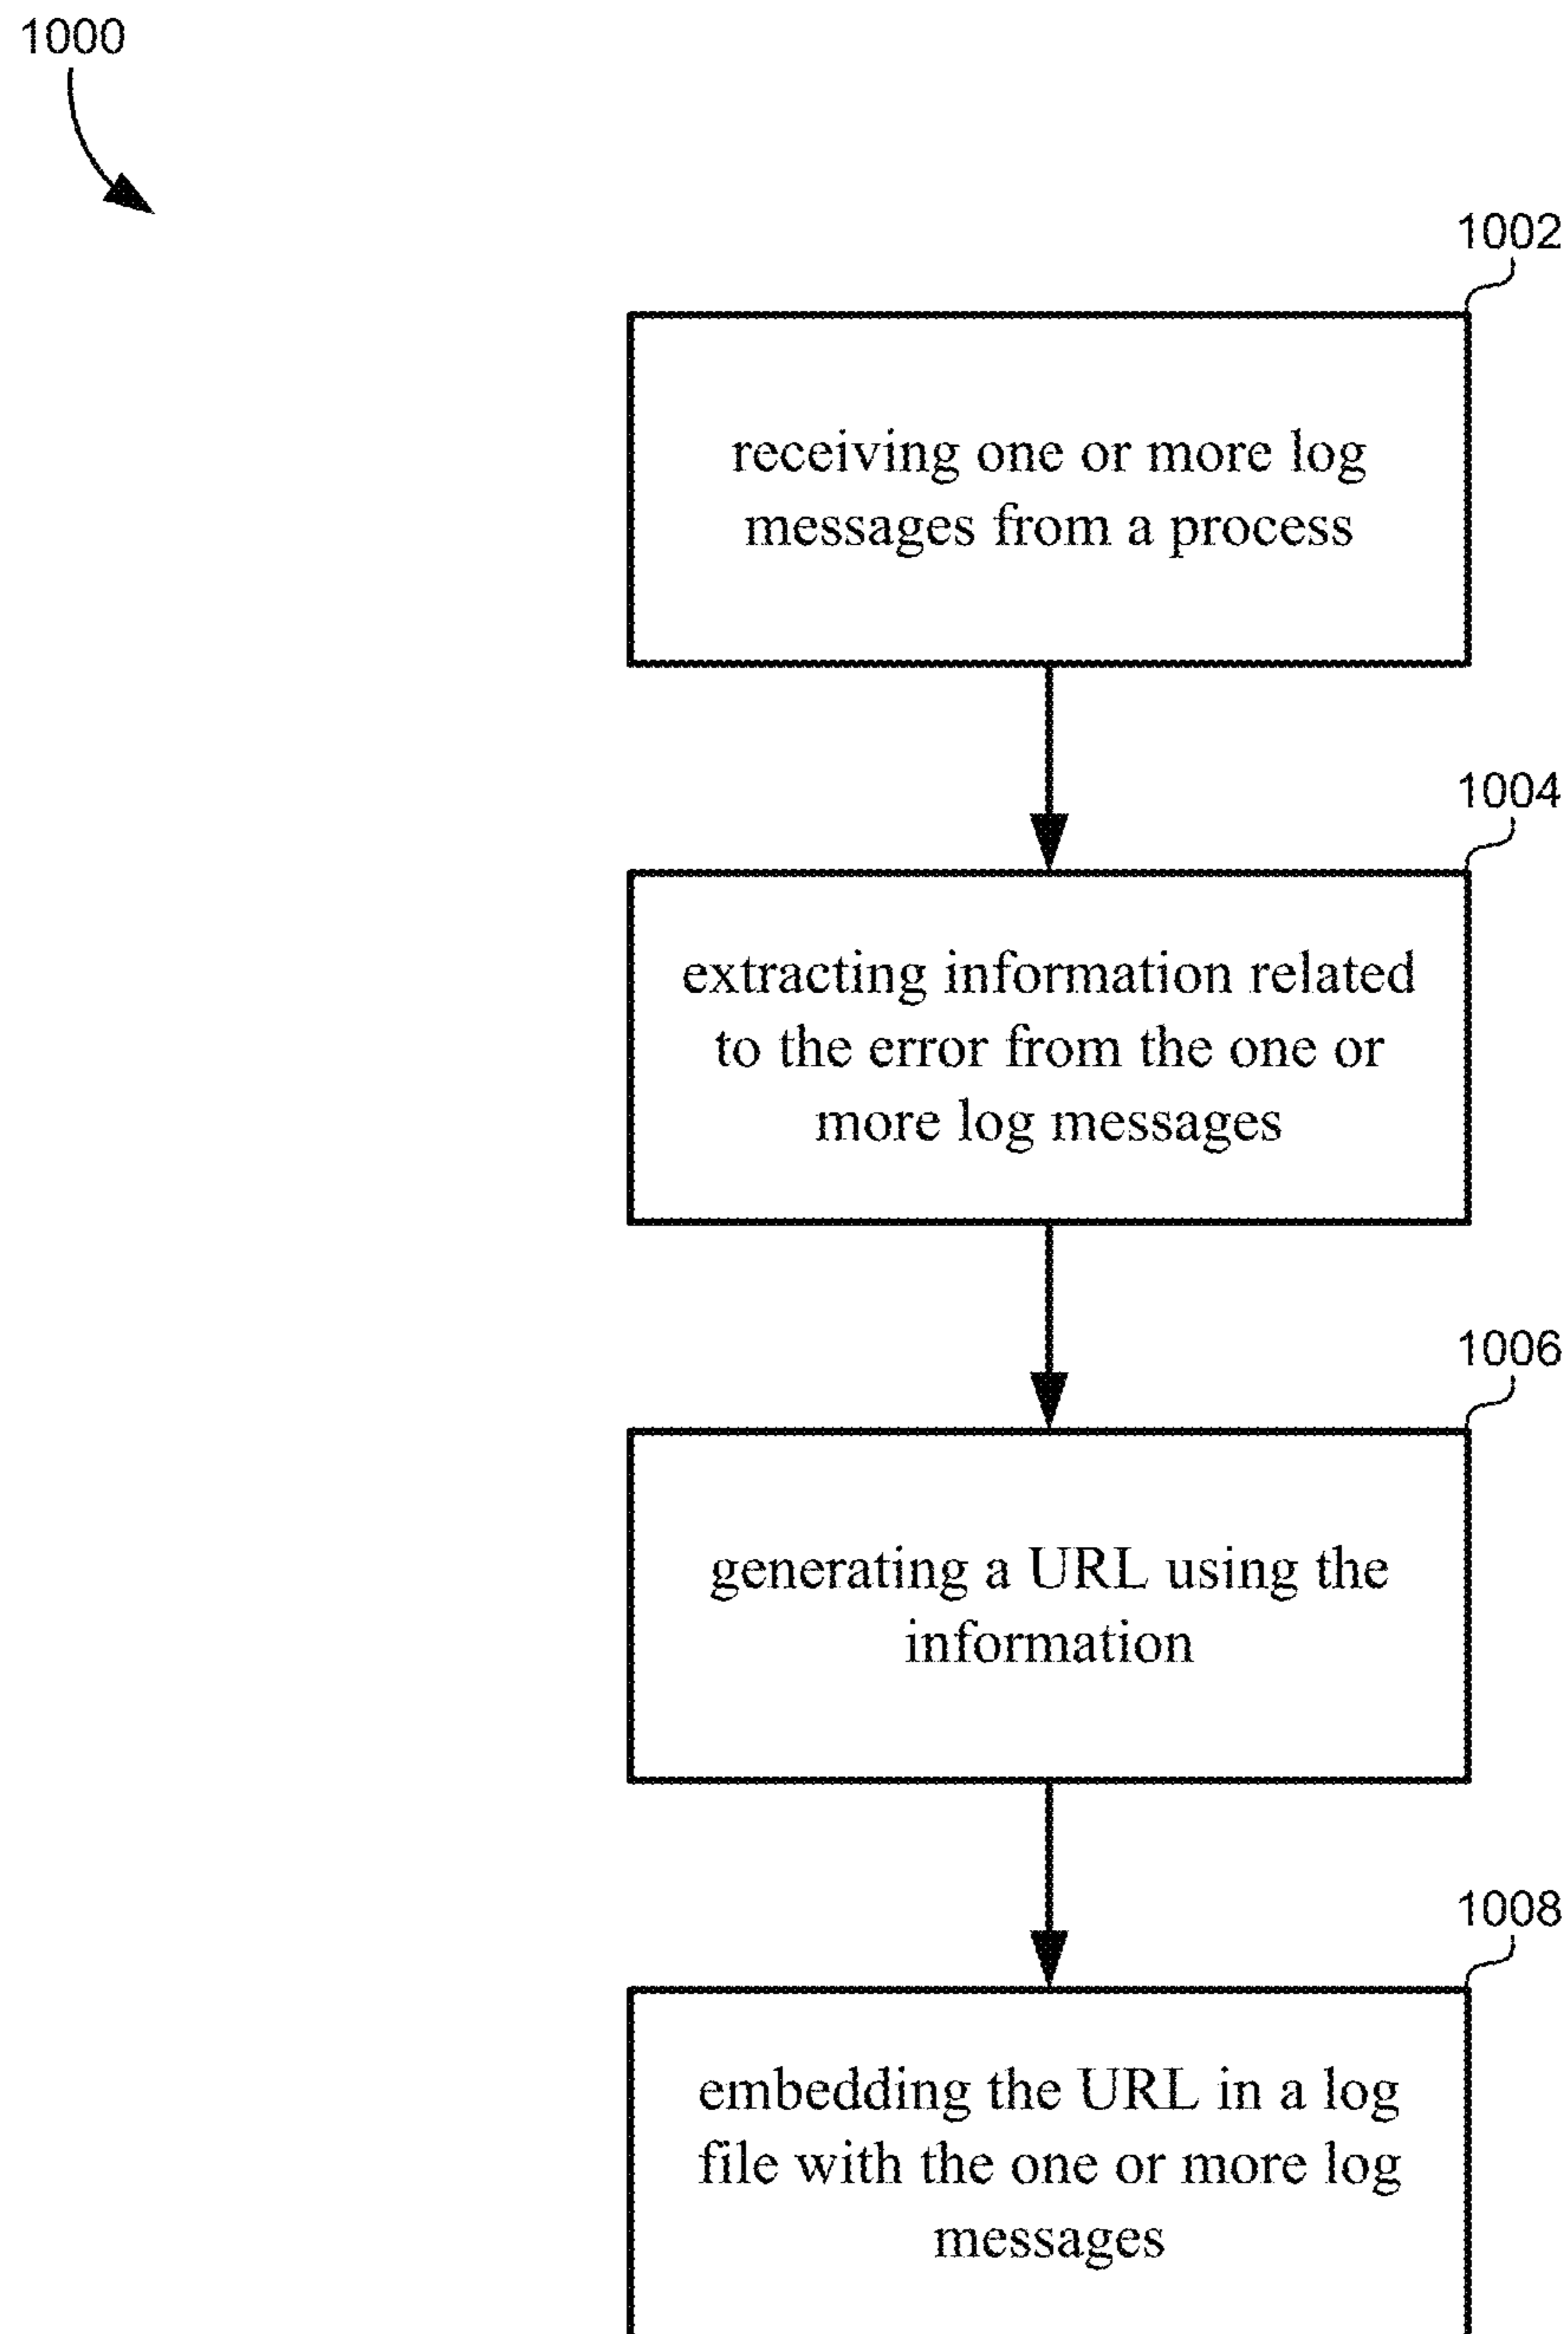 1000
1002
receiving one or more log
messages from a process
1004
extracting information related
to the error from the one or
more log messages
1006
generating a URL using the
information
1008
embedding the URL in a log
file with the one or more log
messages